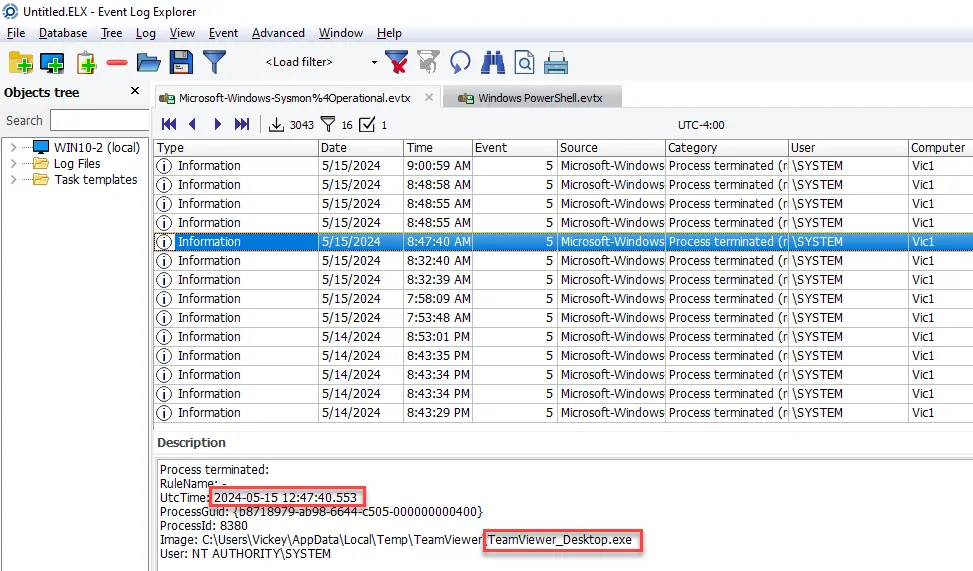 Untitled.ELX - Event Log Explorer
File Database Tree Log View Event Advanced Window Help
<Load filter>
Objects tree
Search
WIN10-2 (local)
Log Files
Task templates
Microsoft-Windows-Sysmon%4Operational.evtx
Windows PowerShell.evtx
3043 16 1 UTC-4:00
Type Date Time Event Source Category User Computer
Information 5/15/2024 9:00:59 AM 5 Microsoft-Windows Process terminated (r \SYSTEM Vic1
Information 5/15/2024 8:48:58 AM 5 Microsoft-Windows Process terminated (r \SYSTEM Vic1
Information 5/15/2024 8:48:55 AM 5 Microsoft-Windows Process terminated (r \SYSTEM Vic1
Information 5/15/2024 8:48:55 AM 5 Microsoft-Windows Process terminated (r \SYSTEM Vic1
Information 5/15/2024 8:47:40 AM 5 Microsoft-Windows Process terminated (r \SYSTEM Vic1
Information 5/15/2024 8:32:40 AM 5 Microsoft-Windows Process terminated (r \SYSTEM Vic1
Information 5/15/2024 8:32:39 AM 5 Microsoft-Windows Process terminated (r \SYSTEM Vic1
Information 5/15/2024 7:58:09 AM 5 Microsoft-Windows Process terminated (r \SYSTEM Vic1
Information 5/15/2024 7:53:48 AM 5 Microsoft-Windows Process terminated (r \SYSTEM Vic1
Information 5/14/2024 8:53:01 PM 5 Microsoft-Windows Process terminated (r \SYSTEM Vic1
Information 5/14/2024 8:43:35 PM 5 Microsoft-Windows Process terminated (r \SYSTEM Vic1
Information 5/14/2024 8:43:34 PM 5 Microsoft-Windows Process terminated (r \SYSTEM Vic1
Information 5/14/2024 8:43:34 PM 5 Microsoft-Windows Process terminated (r \SYSTEM Vic1
Information 5/14/2024 8:43:29 PM 5 Microsoft-Windows Process terminated (r \SYSTEM Vic1
Description
Process terminated:
RuleName: -
UtcTime: 2024-05-15 12:47:40.553
ProcessGuid: {b8718979-ab98-6644-c505-000000000400}
ProcessId: 8380
Image: C:\Users\Vickey\AppData\Local\Temp\TeamViewer\TeamViewer_Desktop.exe
User: NT AUTHORITY\SYSTEM